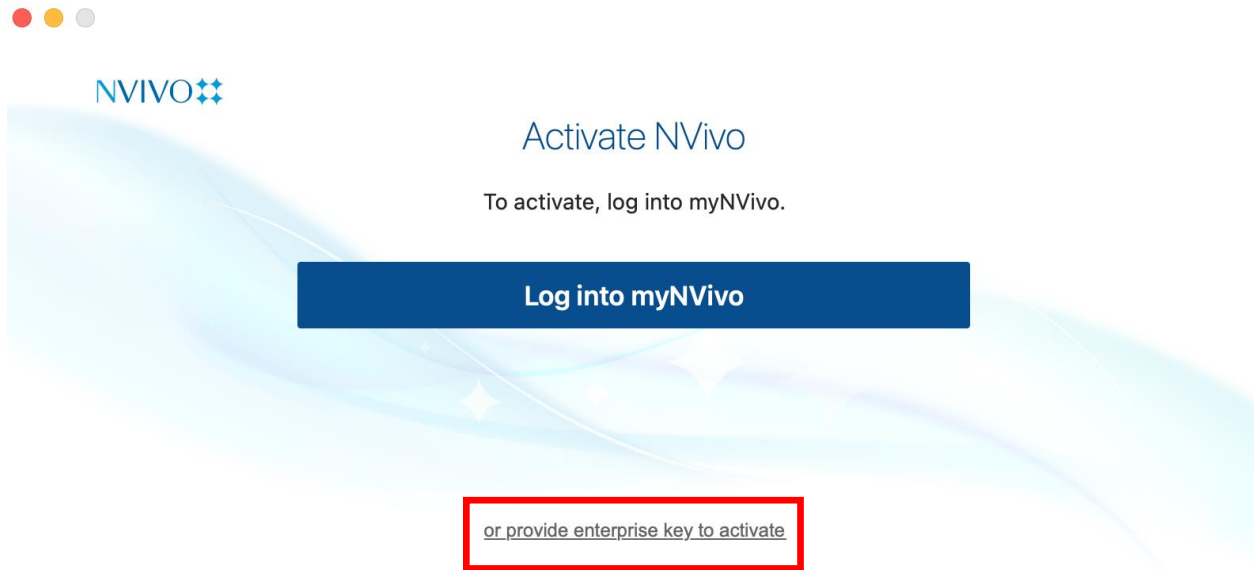 NVIVO
Activate NVivo
To activate, log into myNVivo.
Log into myNVivo
or provide enterprise key to activate